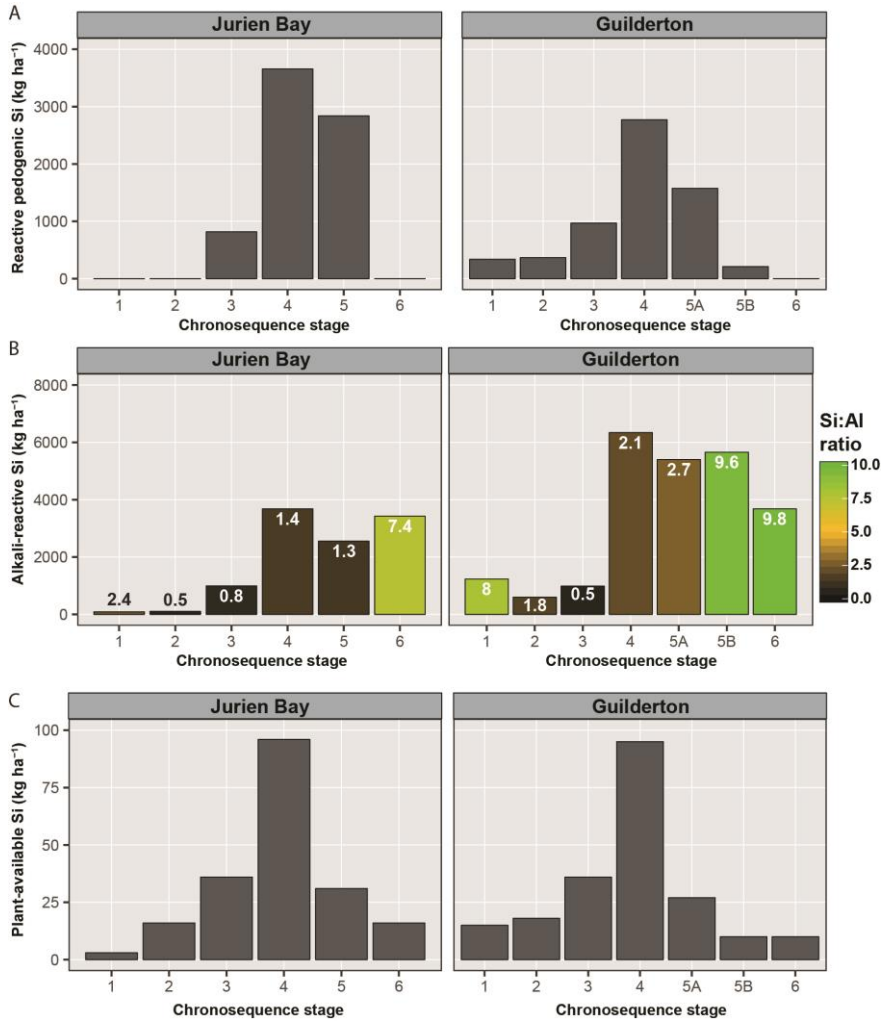 A
Jurien Bay
Guilderton
Reactive pedogenic Si (kg ha⁻¹)
4000
3000
2000
1000
0
1 2 3 4 5 6
1 2 3 4 5A 5B 6
Chronosequence stage
Chronosequence stage
B
Jurien Bay
Guilderton
Alkali-reactive Si (kg ha⁻¹)
8000
6000
4000
2000
0
2.4 0.5 0.8 1.4 1.3 7.4
8 1.8 0.5 2.1 2.7 9.6 9.8
1 2 3 4 5 6
1 2 3 4 5A 5B 6
Chronosequence stage
Chronosequence stage
Si:Al
ratio
10.0
7.5
5.0
2.5
0.0
C
Jurien Bay
Guilderton
Plant-available Si (kg ha⁻¹)
100
75
50
25
0
1 2 3 4 5 6
1 2 3 4 5A 5B 6
Chronosequence stage
Chronosequence stage